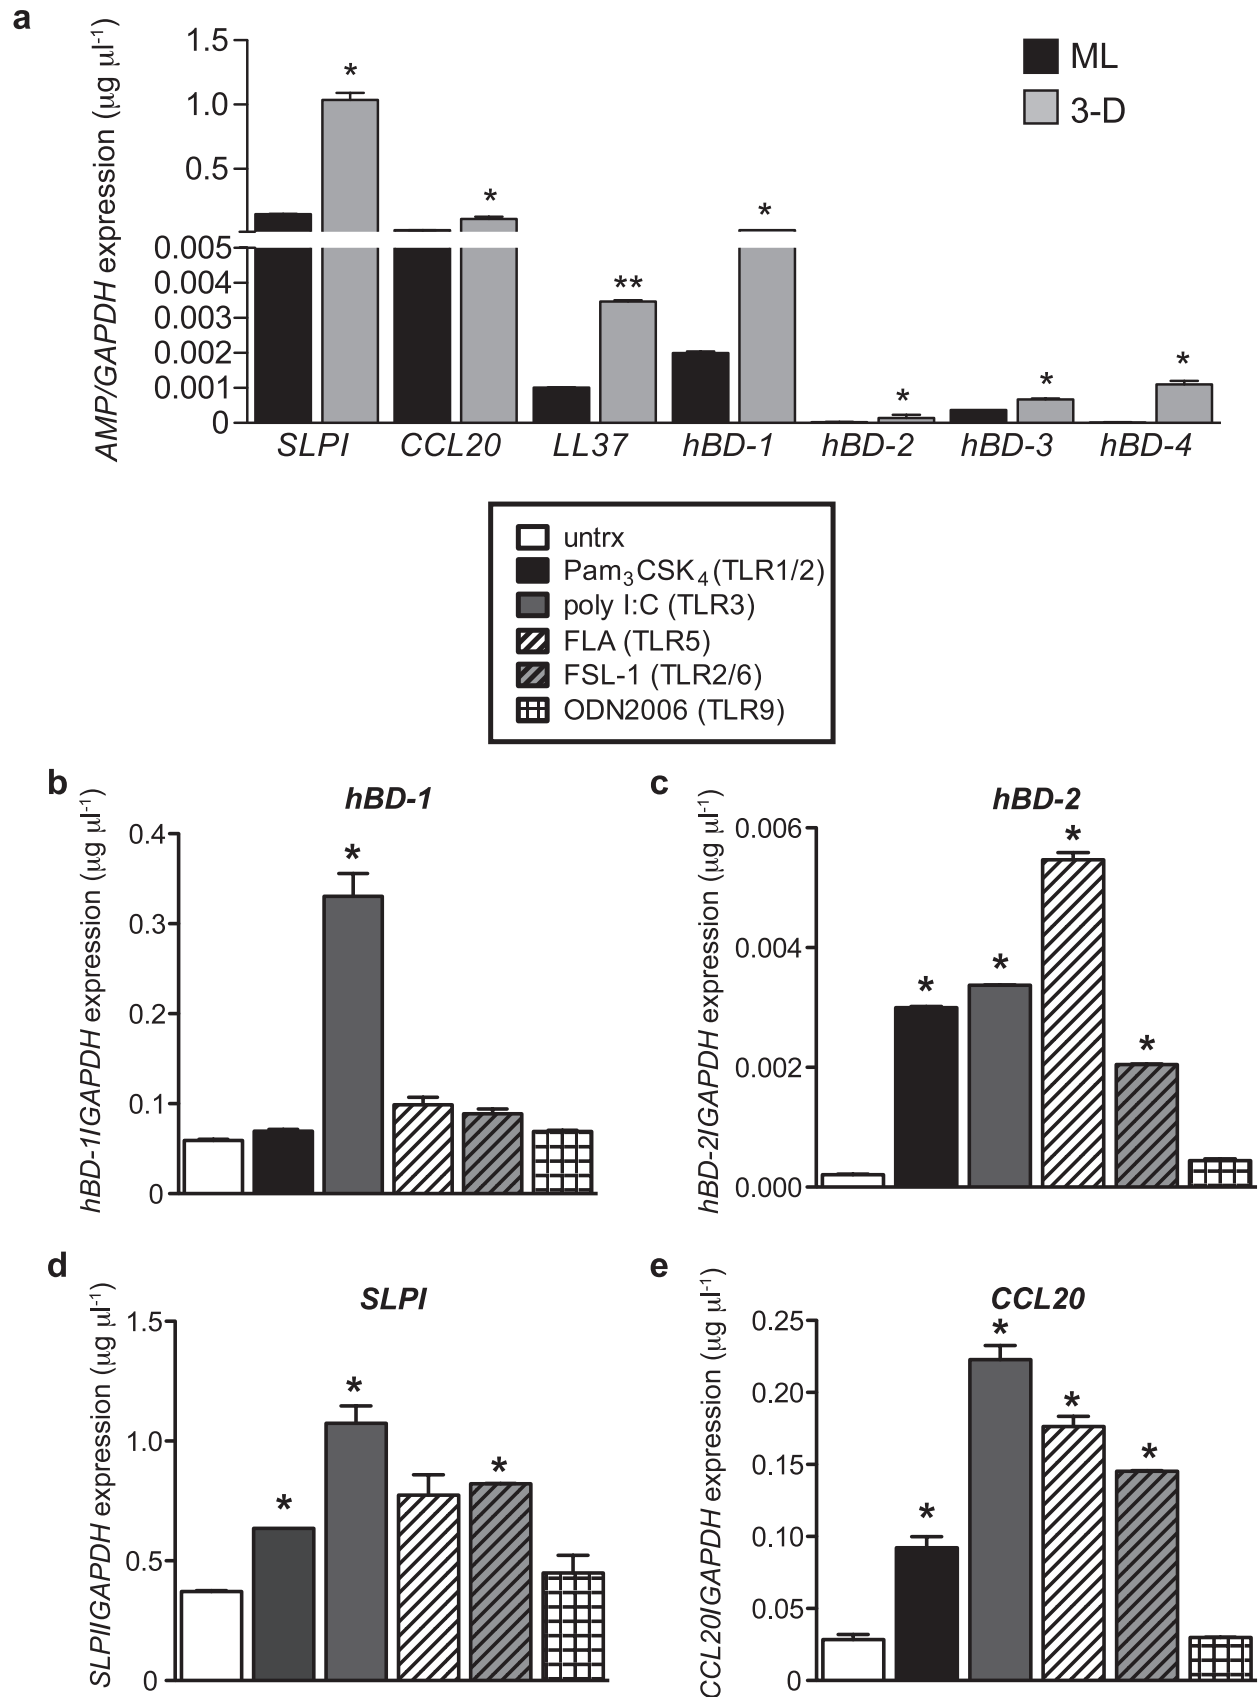 a
AMP/GAPDH expression (µg µl⁻¹)
1.5
1.0
0.5
0.005
0.004
0.003
0.002
0.001
0
ML
3-D
*
*
**
*
*
*
*
SLPI CCL20 LL37 hBD-1 hBD-2 hBD-3 hBD-4
untrx
Pam₃CSK₄(TLR1/2)
poly I:C (TLR3)
FLA (TLR5)
FSL-1 (TLR2/6)
ODN2006 (TLR9)
b
hBD-1
hBD-1/GAPDH expression (µg µl⁻¹)
0.4
0.3
0.2
0.1
0
*
c
hBD-2
hBD-2/GAPDH expression (µg µl⁻¹)
0.006
0.004
0.002
0.000
*
*
*
*
d
SLPI
SLPI/GAPDH expression (µg µl⁻¹)
1.5
1.0
0.5
0
*
*
*
e
CCL20
CCL20/GAPDH expression (µg µl⁻¹)
0.25
0.20
0.15
0.10
0.05
0
*
*
*
*